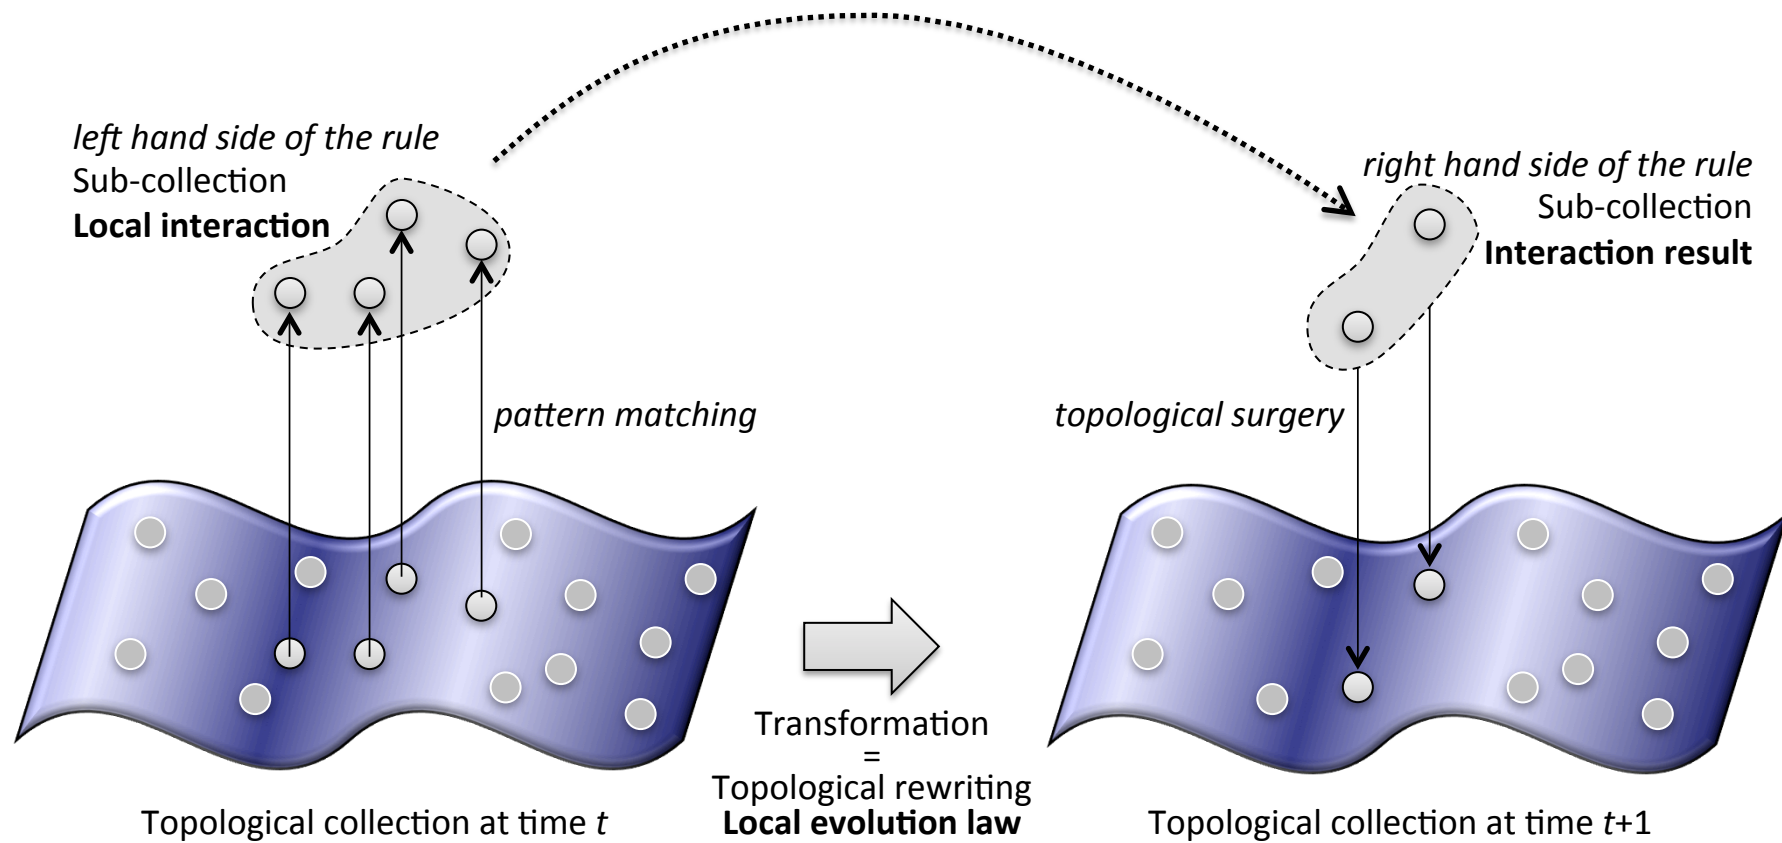 left hand side of the rule
Sub-collection
Local interaction
right hand side of the rule
Sub-collection
Interaction result
pattern matching
topological surgery
Transformation
=
Topological rewriting
Local evolution law
Topological collection at time t
Topological collection at time t+1